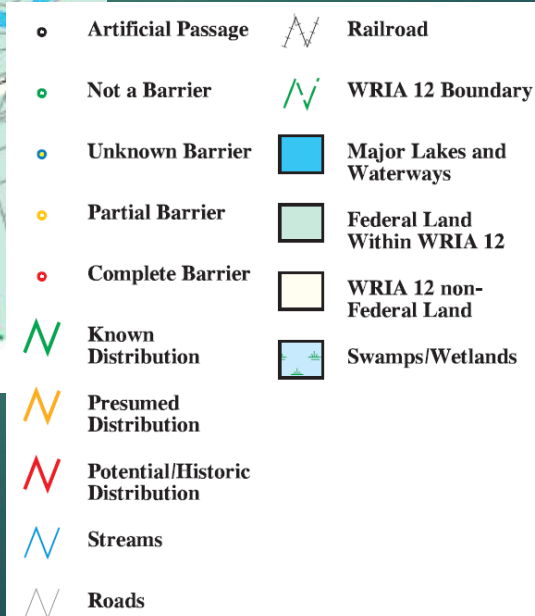 Artificial Passage
Not a Barrier
Unknown Barrier
Partial Barrier
Complete Barrier
Known
Distribution
Presumed
Distribution
Potential/Historic
Distribution
Streams
Roads
Railroad
WRIA 12 Boundary
Major Lakes and
Waterways
Federal Land
Within WRIA 12
WRIA 12 non-
Federal Land
Swamps/Wetlands